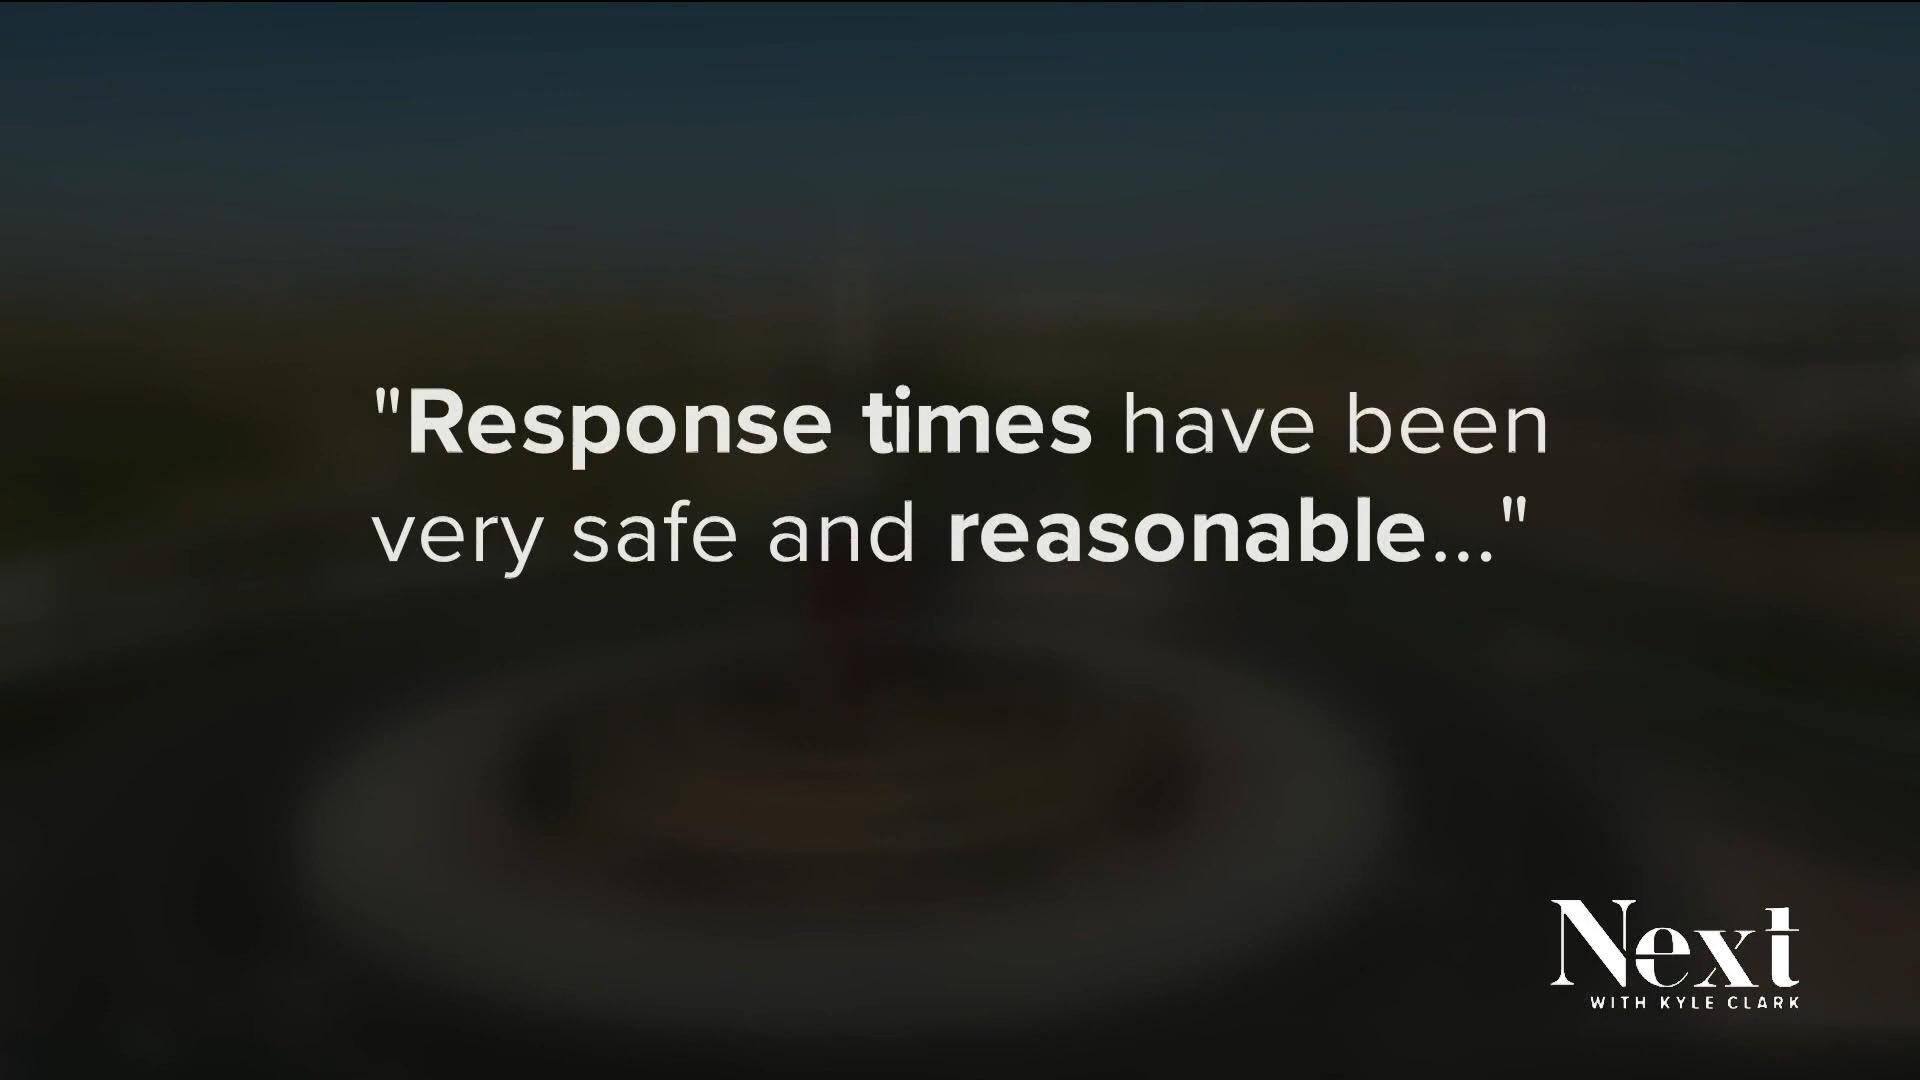 "Response times have been
very safe and reasonable..."
Next
WITH KYLE CLARK